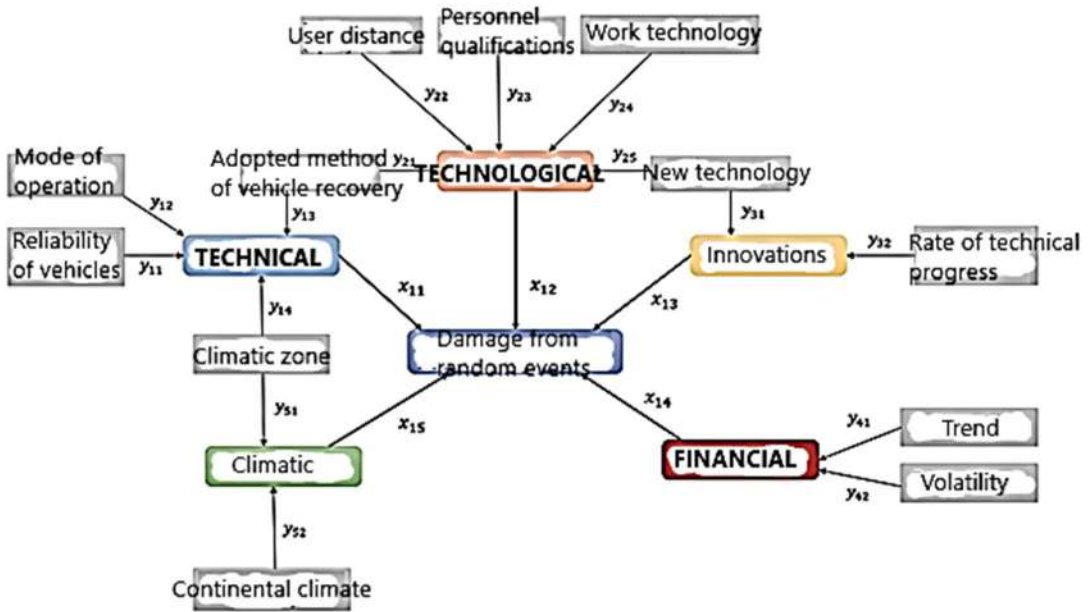 User distance
Personnel
qualifications
Work technology
y₂₂
y₂₃
y₂₄
Mode of
operation
Adopted method
of vehicle recovery
y₂₁
TECHNOLOGICAL
y₂₅
New technology
y₁₂
y₁₃
y₃₁
Reliability
of vehicles
y₁₁
TECHNICAL
Innovations
y₃₂
Rate of technical
progress
x₁₁
x₁₂
x₁₃
y₁₄
Climatic zone
Damage from
random events
y₅₁
x₁₅
x₁₄
y₄₁
Trend
Climatic
FINANCIAL
y₄₂
Volatility
y₅₂
Continental climate